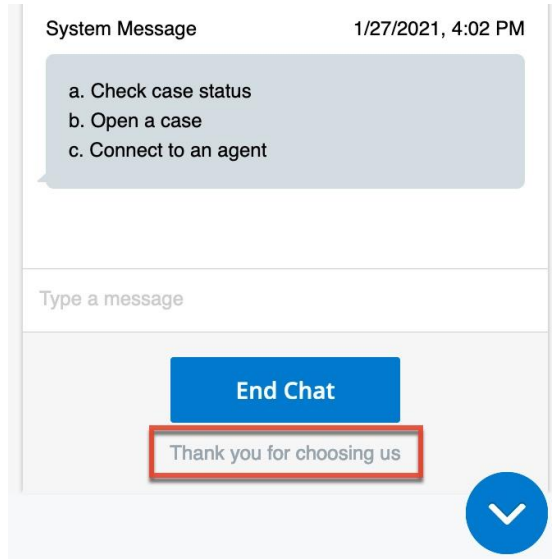 System Message 1/27/2021, 4:02 PM
a. Check case status
b. Open a case
c. Connect to an agent
Type a message
End Chat
Thank you for choosing us